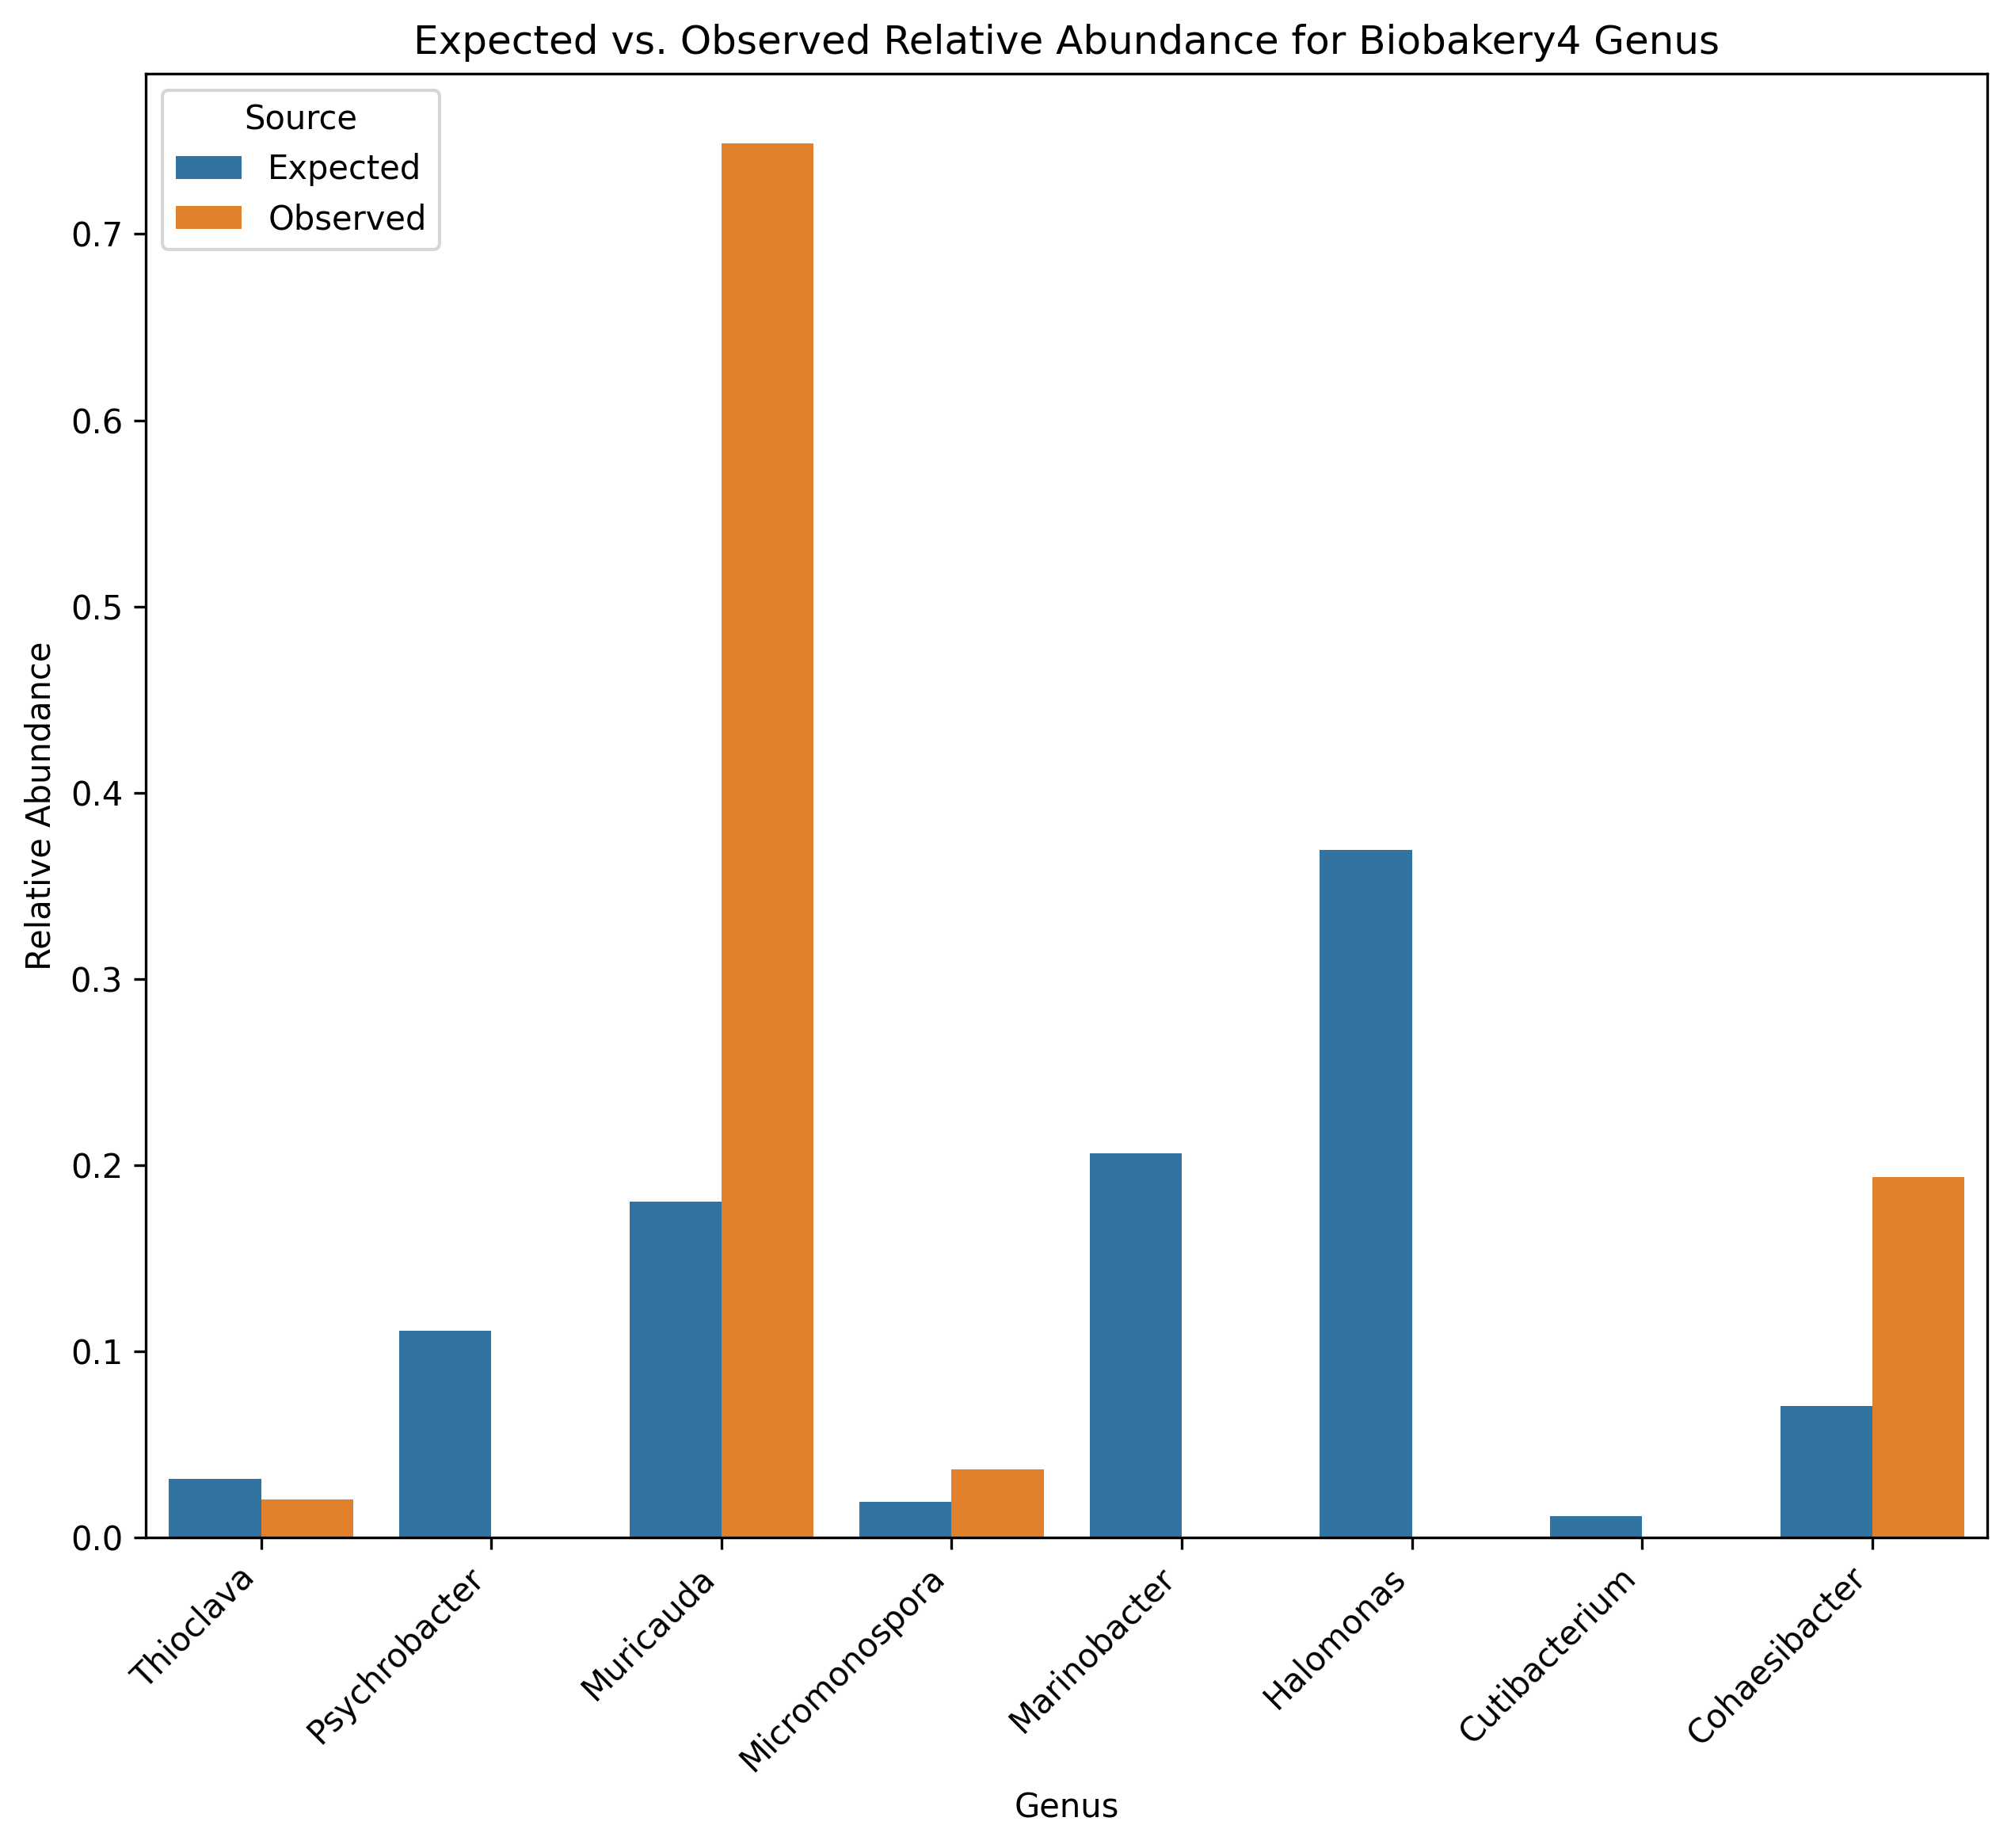 Expected vs. Observed Relative Abundance for Biobakery4 Genus
Source
Expected
Observed
Relative Abundance
0.7
0.6
0.5
0.4
0.3
0.2
0.1
0.0
Thioclava
Psychrobacter
Muricauda
Micromonospora
Marinobacter
Halomonas
Cutibacterium
Cohaesibacter
Genus